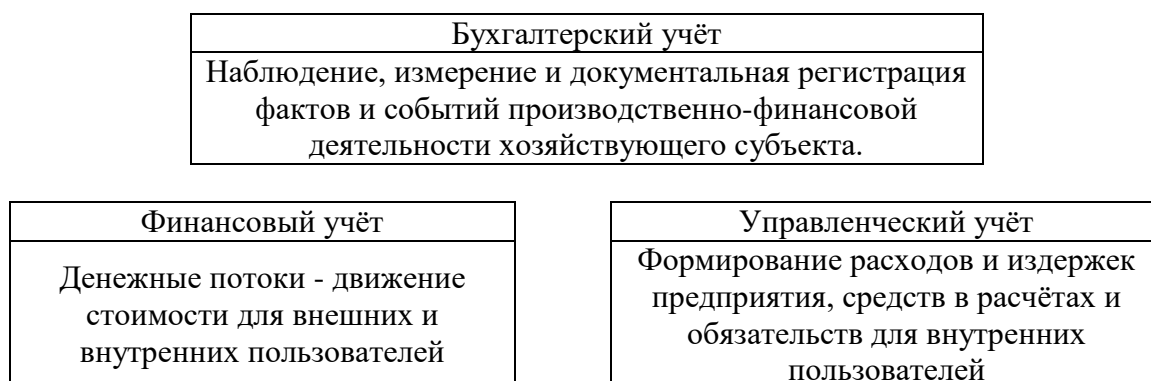 Бухгалтерский учёт
Наблюдение, измерение и документальная регистрация
фактов и событий производственно-финансовой
деятельности хозяйствующего субъекта.
Финансовый учёт
Денежные потоки - движение
стоимости для внешних и
внутренних пользователей
Управленческий учёт
Формирование расходов и издержек
предприятия, средств в расчётах и
обязательств для внутренних
пользователей